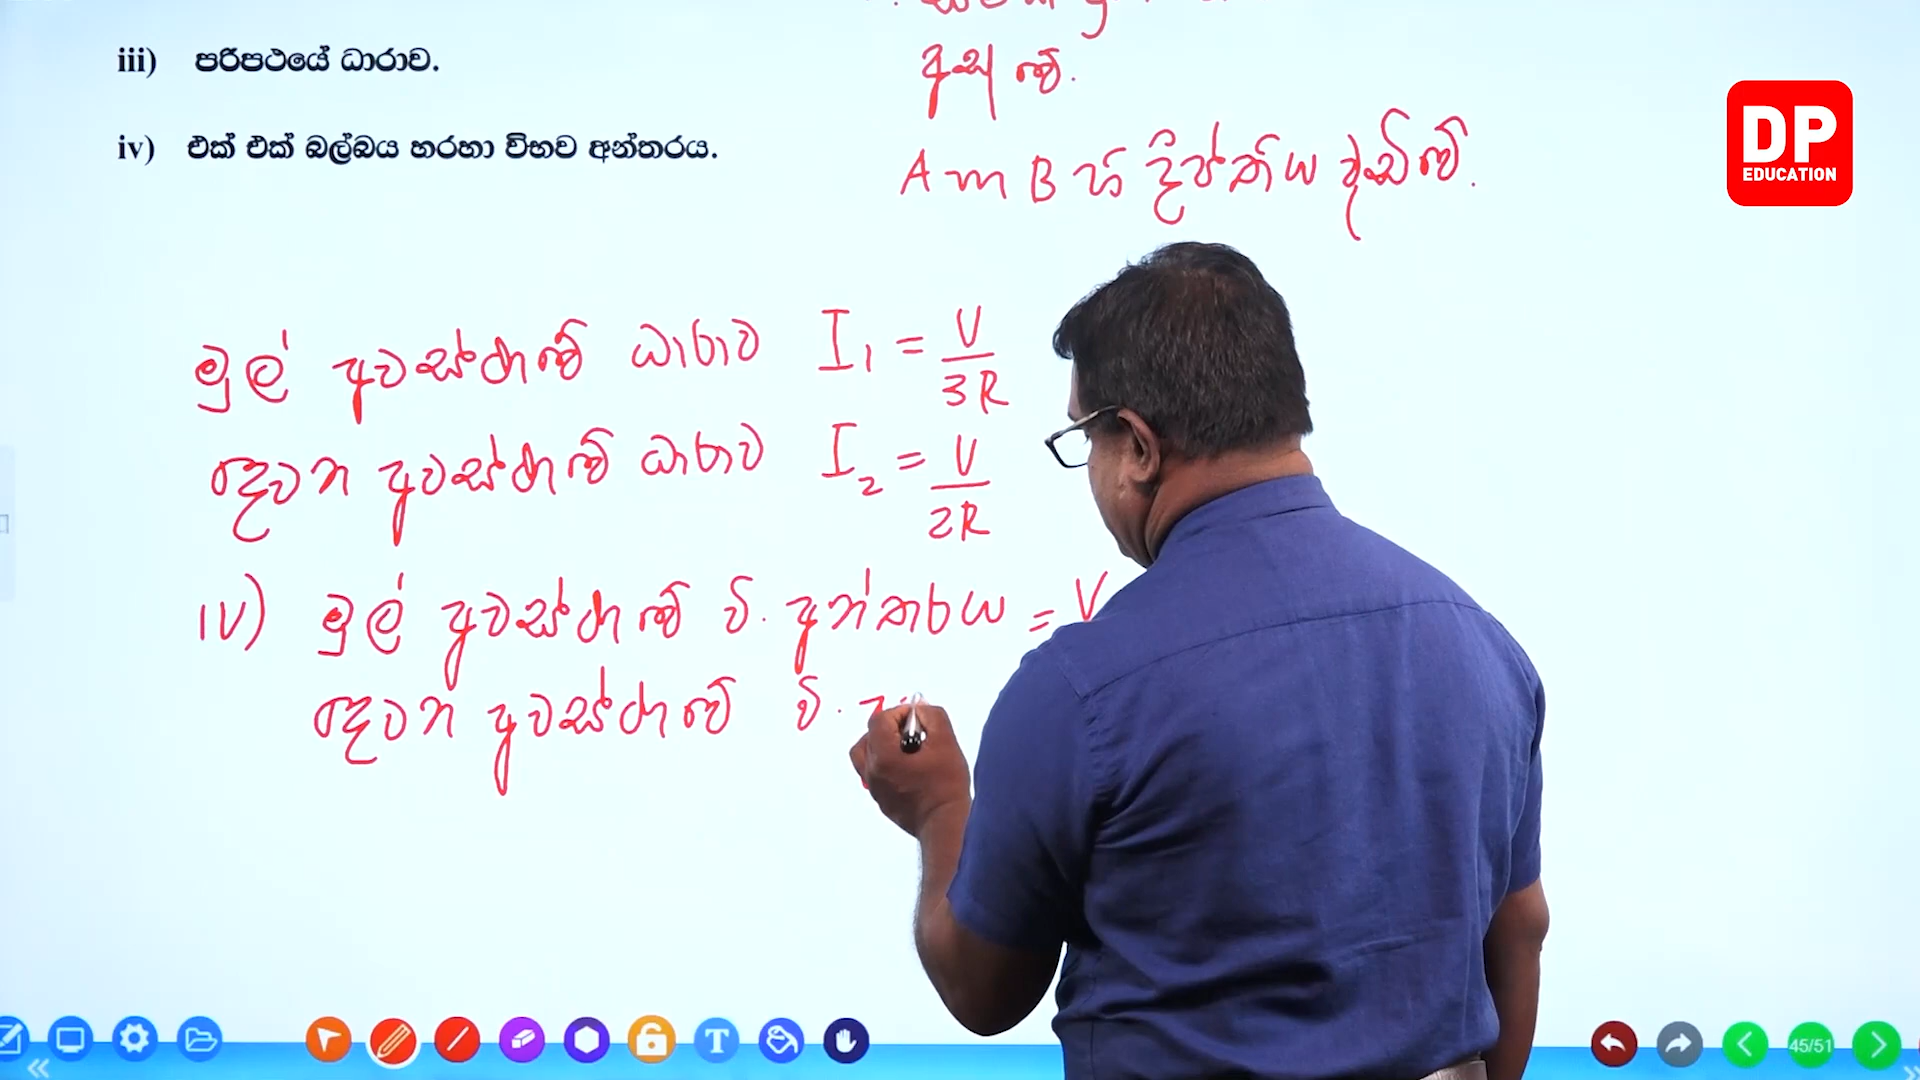 iii) පරිපථයේ ධාරාව.
අඩු වේ.
iv) එක් එක් බල්බය හරහා විභව අන්තරය.
A හා B හි දීප්තිය වැඩි වේ.
DP
EDUCATION
මුල් අවස්ථාවේ ධාරාව I₁ = V/3R
දෙවන අවස්ථාවේ ධාරාව I₂ = V/2R
iv) මුල් අවස්ථාවේ වි. අන්තරය = V
දෙවන අවස්ථාවේ වි.
T
45/51